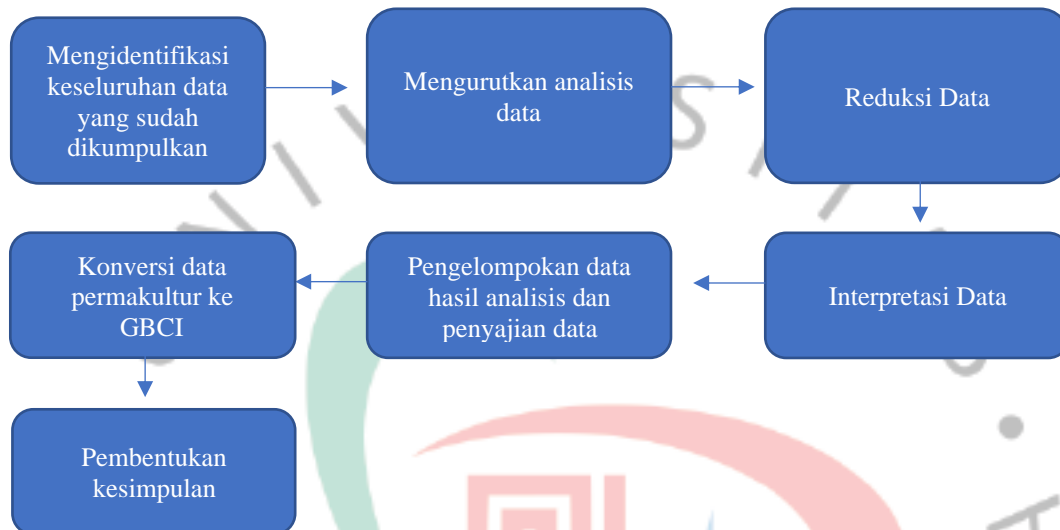 Mengidentifikasi
keseluruhan data
yang sudah
dikumpulkan
Mengurutkan analisis
data
Reduksi Data
Interpretasi Data
Pengelompokan data
hasil analisis dan
penyajian data
Konversi data
permakultur ke
GBCI
Pembentukan
kesimpulan